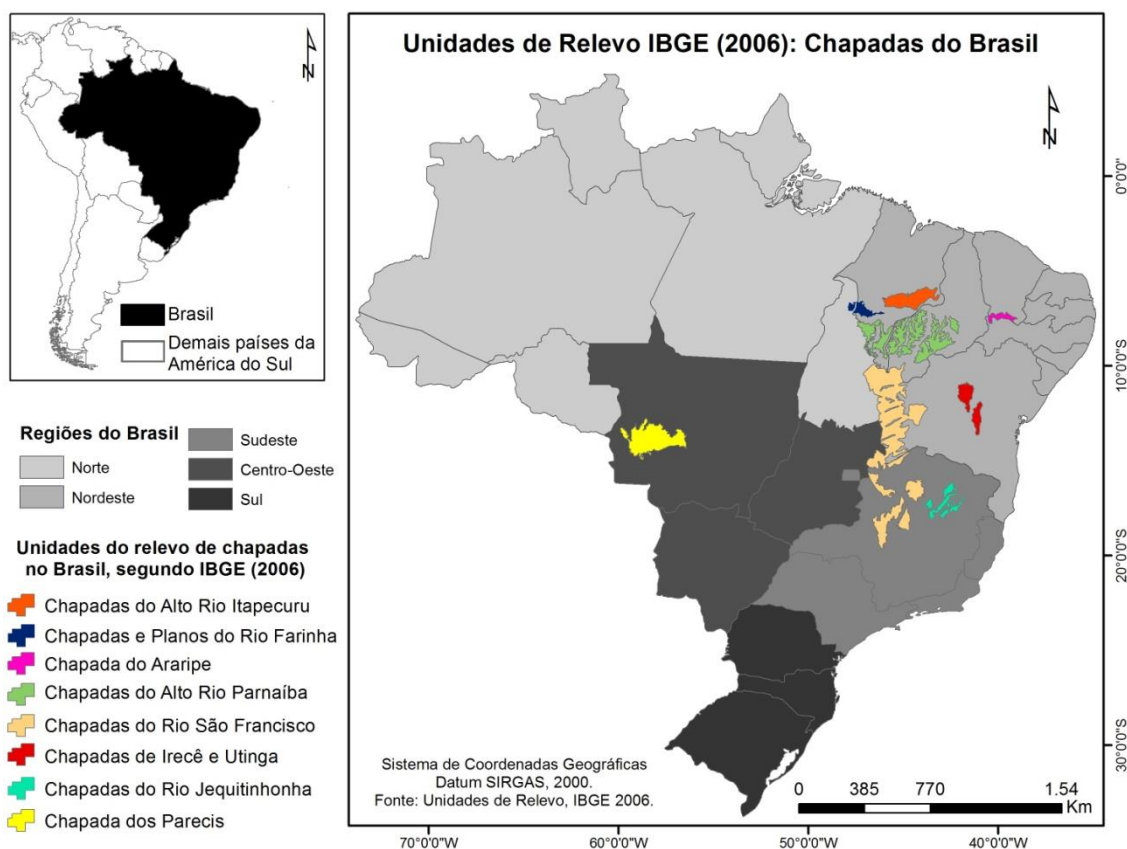 N
Brasil
Demais países da
América do Sul
Regiões do Brasil
Norte
Nordeste
Sudeste
Centro-Oeste
Sul
Unidades do relevo de chapadas
no Brasil, segundo IBGE (2006)
Chapadas do Alto Rio Itapecuru
Chapadas e Planos do Rio Farinha
Chapada do Araripe
Chapadas do Alto Rio Parnaíba
Chapadas do Rio São Francisco
Chapadas de Irecê e Utinga
Chapadas do Rio Jequitinhonha
Chapada dos Parecis
Unidades de Relevo IBGE (2006): Chapadas do Brasil
N
0°0'0"
10°0'0"S
20°0'0"S
30°0'0"S
Sistema de Coordenadas Geográficas
Datum SIRGAS, 2000.
Fonte: Unidades de Relevo, IBGE 2006.
0 385 770 1.54
Km
70°0'0"W 60°0'0"W 50°0'0"W 40°0'0"W